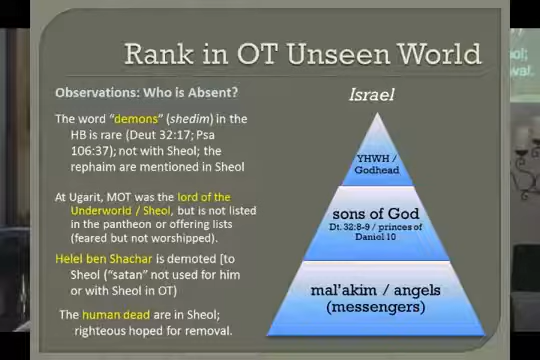 Rank in OT Unseen World
Observations: Who is Absent?
The word “demons” (shedim) in the
HB is rare (Deut 32:17; Psa
106:37); not with Sheol; the
rephaim are mentioned in Sheol
At Ugarit, MOT was the lord of the
Underworld / Sheol, but is not listed
in the pantheon or offering lists
(feared but not worshipped).
Helel ben Shachar is demoted [to
Sheol (“satan” not used for him
or with Sheol in OT)
The human dead are in Sheol;
righteous hoped for removal.
Israel
YHWH /
Godhead
sons of God
Dt. 32:8-9 / princes of
Daniel 10
mal’akim / angels
(messengers)